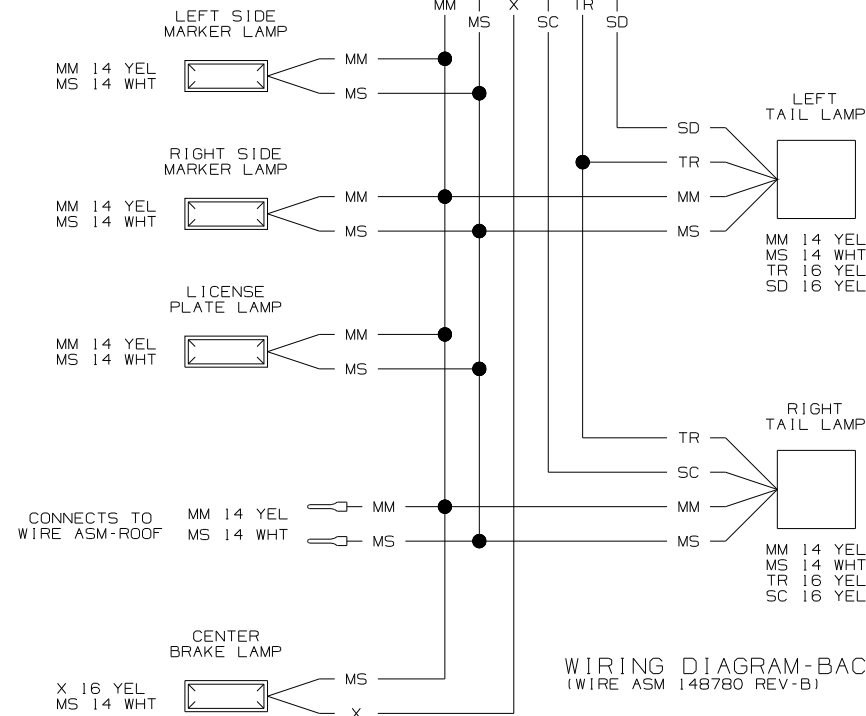 MM MS X SC TR SD
LEFT SIDE
MARKER LAMP
MM 14 YEL
MS 14 WHT
MM
MS
LEFT
TAIL LAMP
SD
TR
MM
MS
MM 14 YEL
MS 14 WHT
TR 16 YEL
SD 16 YEL
RIGHT SIDE
MARKER LAMP
MM 14 YEL
MS 14 WHT
MM
MS
LICENSE
PLATE LAMP
MM 14 YEL
MS 14 WHT
MM
MS
RIGHT
TAIL LAMP
TR
SC
MM
MS
MM 14 YEL
MS 14 WHT
TR 16 YEL
SC 16 YEL
CONNECTS TO
WIRE ASM-ROOF
MM 14 YEL
MS 14 WHT
MM
MS
CENTER
BRAKE LAMP
X 16 YEL
MS 14 WHT
MS
X
WIRING DIAGRAM-BAC
(WIRE ASM 148780 REV-B)